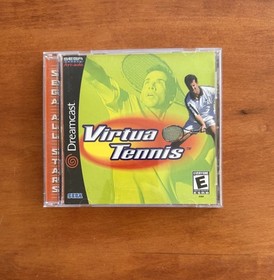 SEGA ALL STARS
Dreamcast
Virtua
Tennis
SEGA
E